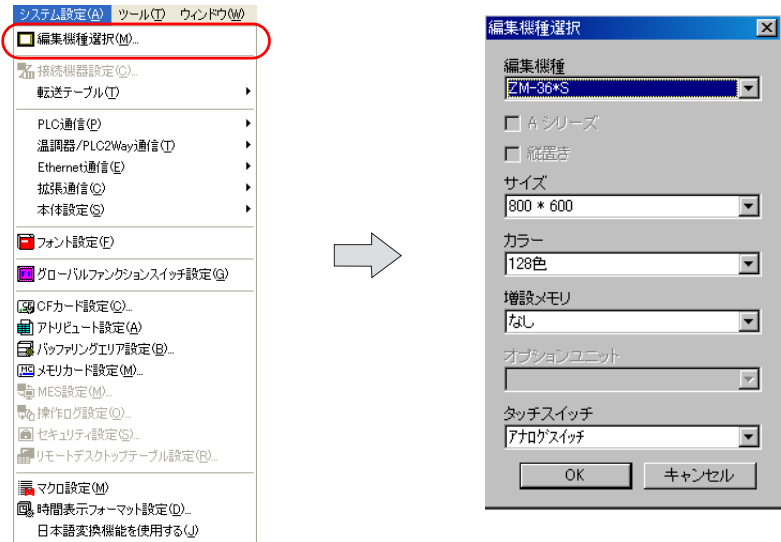 システム設定(A) ツール(T) ウィンドウ(W)
編集機種選択(M)...
接続機器設定(C)...
転送テーブル(T)
PLC通信(P)
温調器/PLC2Way通信(T)
Ethernet通信(E)
拡張通信(C)
本体設定(S)
フォント設定(F)
グローバルファンクションスイッチ設定(G)
CFカード設定(C)...
アトリビュート設定(A)
バッファリングエリア設定(B)...
メモリカード設定(M)...
MES設定(M)...
操作ログ設定(O)...
セキュリティ設定(S)...
リモートデスクトップテーブル設定(R)...
マクロ設定(M)
時間表示フォーマット設定(D)...
日本語変換機能を使用する(J)
編集機種選択
編集機種
ZM-36*S
Aシリーズ
縦置き
サイズ
800 * 600
カラー
128色
増設メモリ
なし
オプションユニット
タッチスイッチ
アナログスイッチ
OK キャンセル